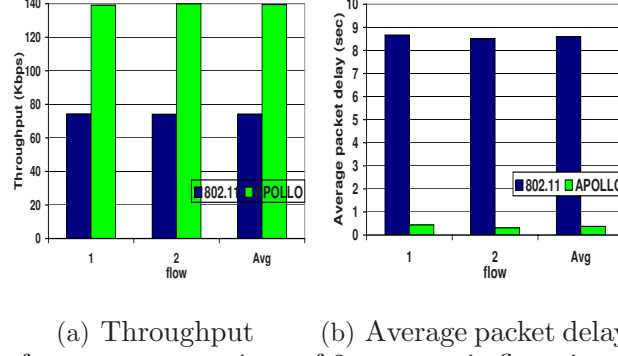 140
120
100
80
60
40
20
0
Throughput (Kbps)
802.11 APOLLO
1 2 Avg
flow
10
9
8
7
6
5
4
3
2
1
0
Average packet delay (sec)
802.11 APOLLO
1 2 Avg
flow
(a) Throughput (b) Average packet delay